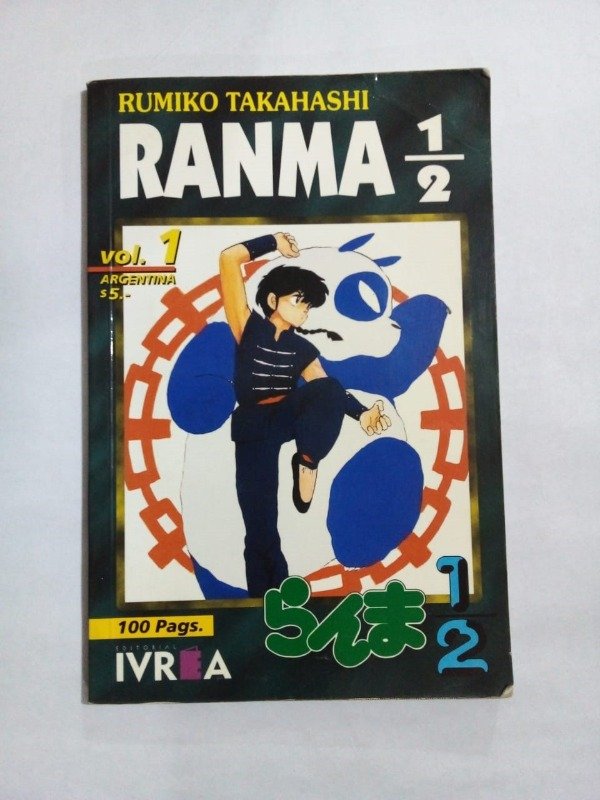 RUMIKO TAKAHASHI
RANMA 1/2
vol. 1
ARGENTINA
$5.-
100 Pags.
らんま 1/2
EDITORIAL
IVREA